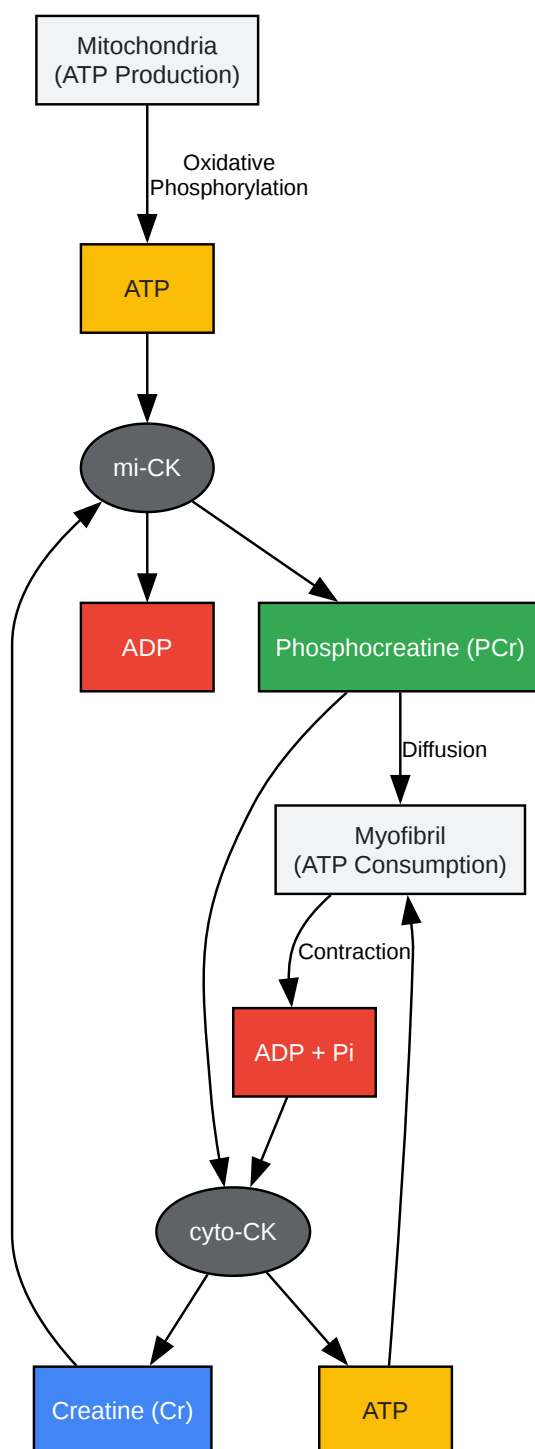 Mitochondria
(ATP Production)
Oxidative
Phosphorylation
ATP
mi-CK
ADP
Phosphocreatine (PCr)
Diffusion
Myofibril
(ATP Consumption)
Contraction
ADP + Pi
cyto-CK
Creatine (Cr)
ATP